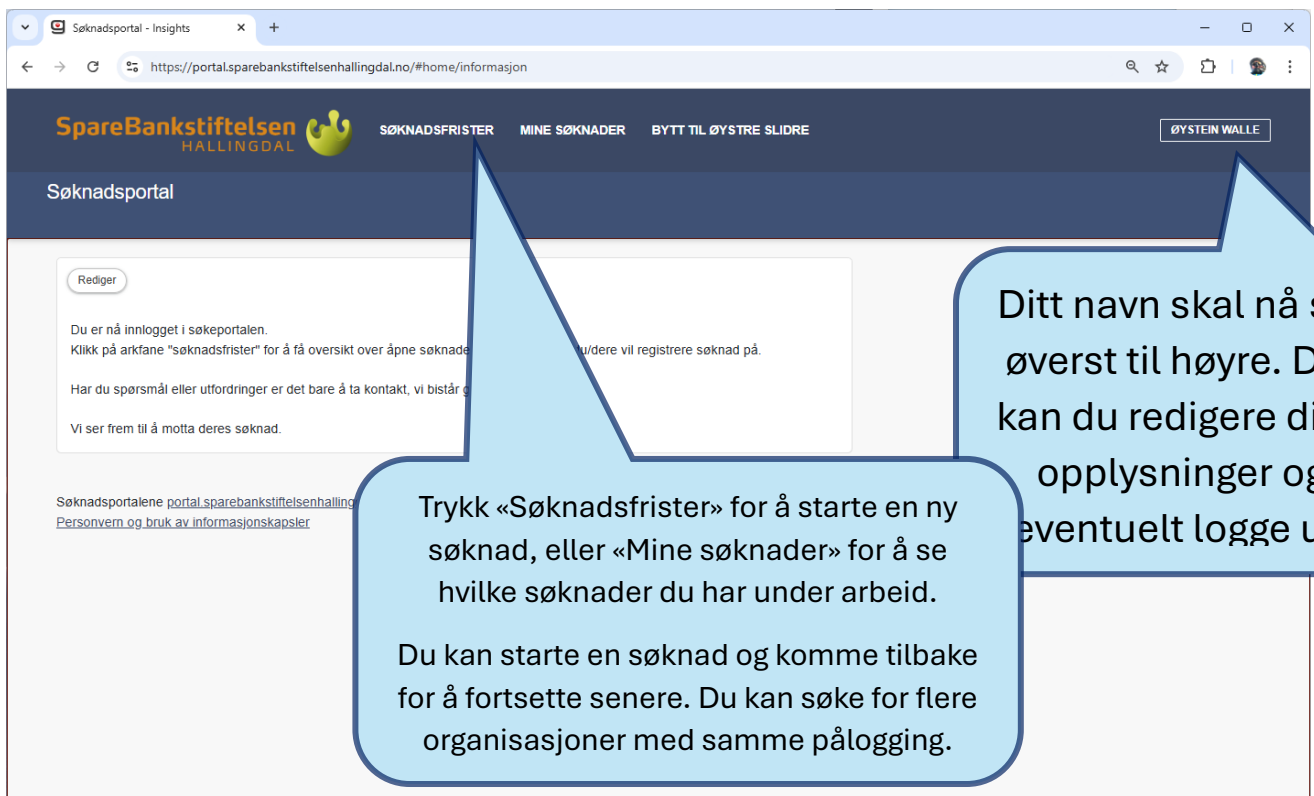 Søknadsportal - Insights
https://portal.sparebankstiftelsenhallingdal.no/#home/informasjon
SpareBankstiftelsen
HALLINGDAL
SØKNADSFRISTER MINE SØKNADER BYTT TIL ØYSTRE SLIDRE
ØYSTEIN WALLE
Søknadsportal
Rediger
Du er nå innlogget i søkeportalen.
Klikk på arkfane "søknadsfrister" for å få oversikt over åpne du/dere vil registrere søknad på.
Har du spørsmål eller utfordringer er det bare å ta kontakt, vi bistår
Vi ser frem til å motta deres søknad.
Søknadsportalene
Personvern og bruk av informasjonskapsler
Ditt navn skal nå
øverst til høyre.
kan du redigere
opplysninger
eventuelt logge
Trykk «Søknadsfrister» for å starte en ny
søknad, eller «Mine søknader» for å se
hvilke søknader du har under arbeid.
Du kan starte en søknad og komme tilbake
for å fortsette senere. Du kan søke for flere
organisasjoner med samme pålogging.